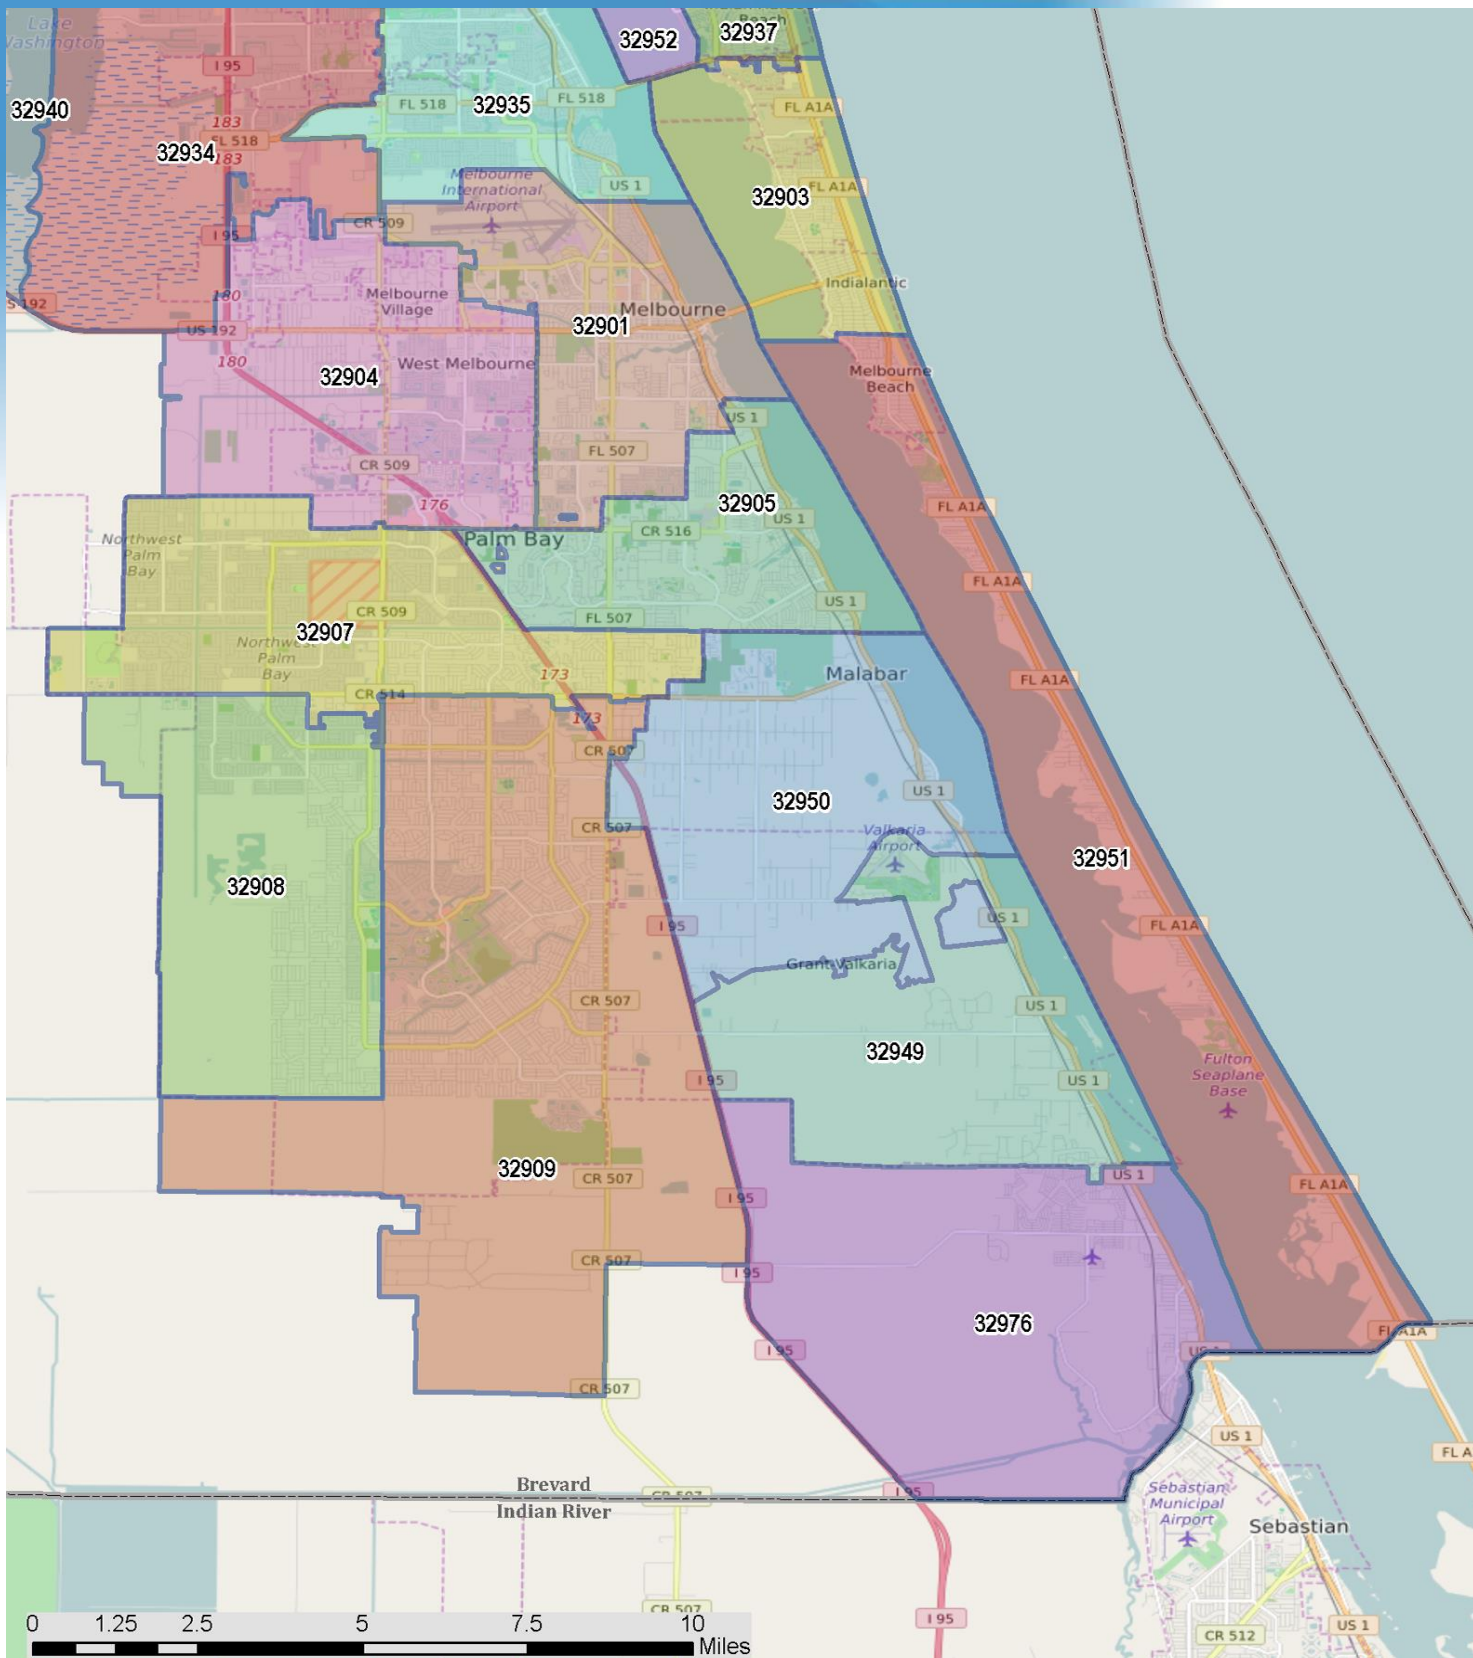 Beach
32952
32937
Lake
Washington
I 95
32940
FL 518
32935
FL 518
FL A1A
183
FL 518
32934
183
Melbourne
International
Airport
US 1
32903
FL A1A
CR 509
I 95
180
US 192
Melbourne
Village
Indialantic
Melbourne
32901
US 192
180
32904
West Melbourne
Melbourne
Beach
US 1
FL 507
CR 509
176
32905
FL A1A
US 1
CR 516
Palm Bay
Northwest
Palm
Bay
FL A1A
CR 509
US 1
FL 507
32907
Northwest
Palm
Bay
173
Malabar
FL A1A
CR 514
173
CR 507
US 1
32950
CR 507
Valkaria
Airport
32951
32908
US 1
I 95
FL A1A
Grant-Valkaria
CR 507
US 1
32949
Fulton
Seaplane
Base
I 95
US 1
32909
CR 507
US 1
FL A1A
I 95
CR 507
I 95
32976
FL A1A
I 95
US 1
CR 507
US 1
FL A
Brevard
CR 507
I 95
Indian River
Sebastian
Municipal
Airport
Sebastian
CR 507
I 95
US 1
CR 512
0 1.25 2.5 5 7.5 10
Miles